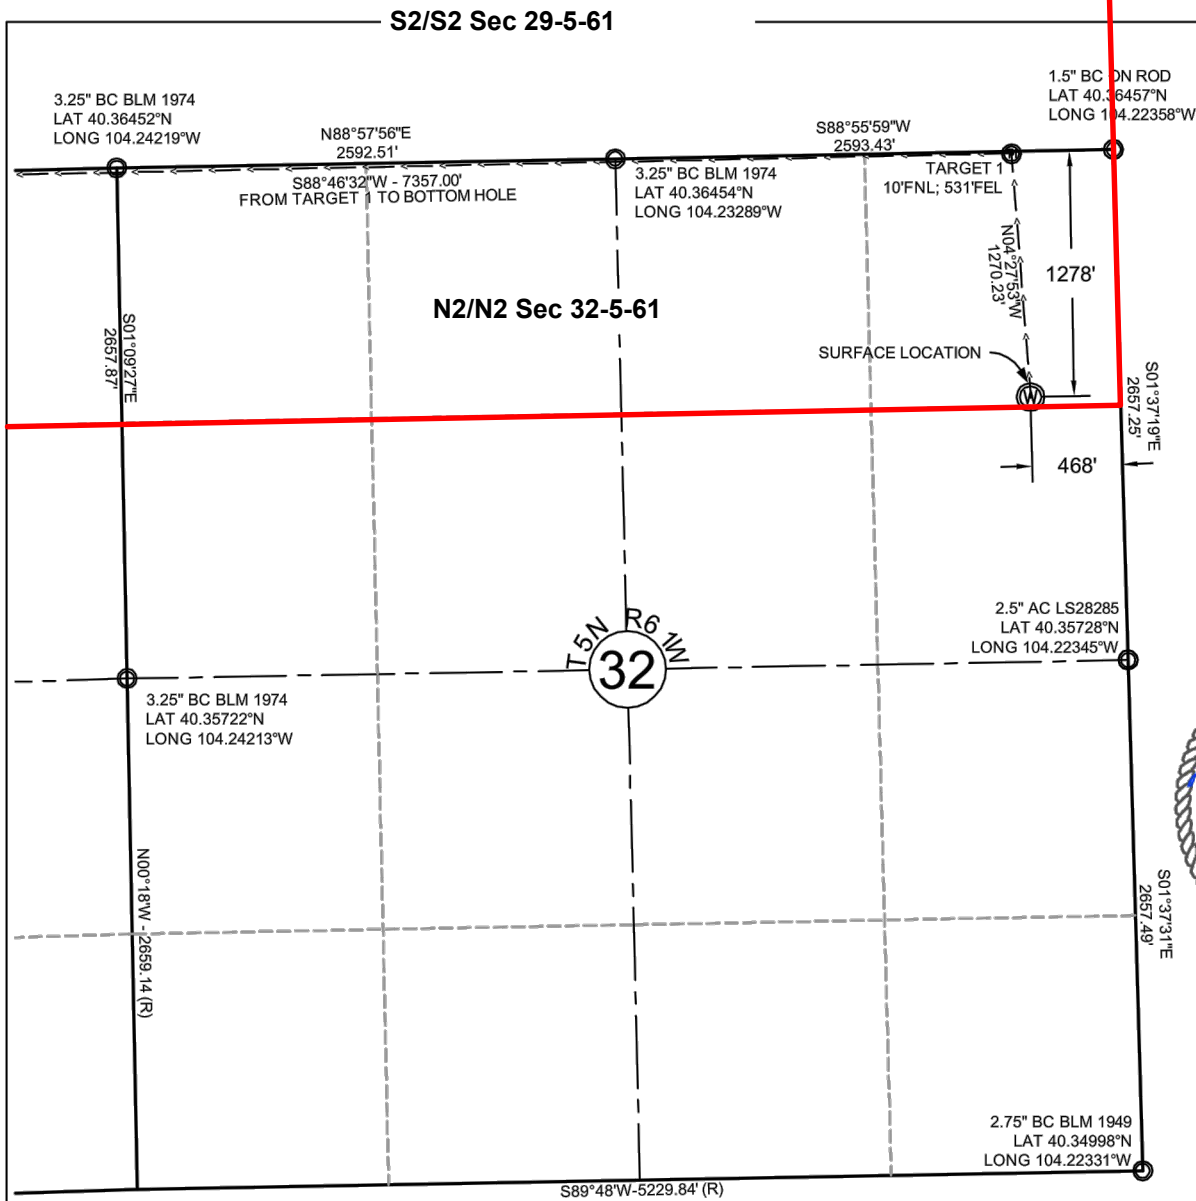 S2/S2 Sec 29-5-61
3.25" BC BLM 1974
LAT 40.36452°N
LONG 104.24219°W
N88°57'56"E
2592.51'
S88°55'59"W
2593.43'
1.5" BC ON ROD
LAT 40.36457°N
LONG 104.22358°W
S88°46'32"W - 7357.00'
FROM TARGET 1 TO BOTTOM HOLE
3.25" BC BLM 1974
LAT 40.36454°N
LONG 104.23289°W
TARGET 1
10'FNL; 531'FEL
N04°27'53"W
1270.23'
1278'
N2/N2 Sec 32-5-61
S01°09'27"E
2657.87'
SURFACE LOCATION
W
S01°37'19"E
2657.25'
468'
2.5" AC LS28285
LAT 40.35728°N
LONG 104.22345°W
T 5N R6 1W
32
3.25" BC BLM 1974
LAT 40.35722°N
LONG 104.24213°W
N00°18'W - 2659.14 (R)
S01°37'31"E
2657.49'
2.75" BC BLM 1949
LAT 40.34998°N
LONG 104.22331°W
S89°48'W-5229.84' (R)